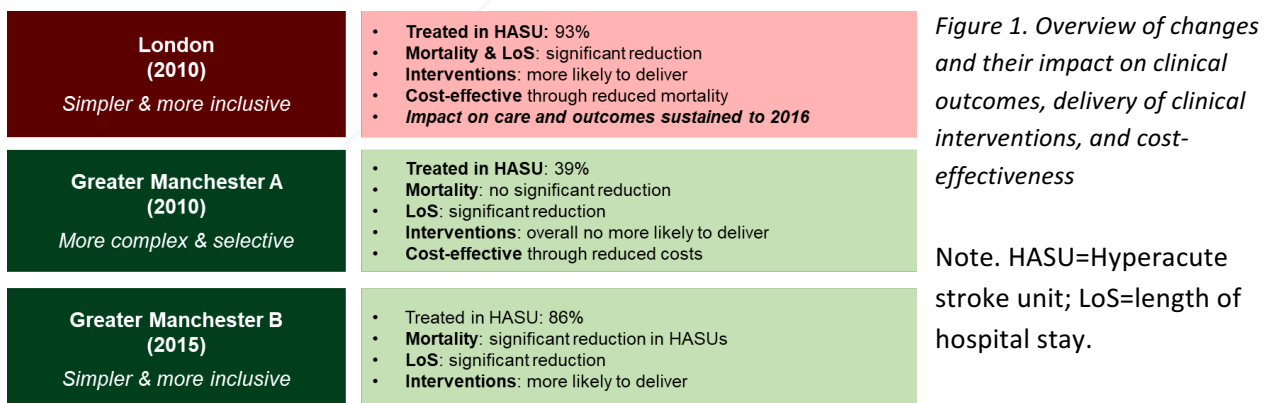 London
(2010)
Simpler & more inclusive
• Treated in HASU: 93%
• Mortality & LoS: significant reduction
• Interventions: more likely to deliver
• Cost-effective through reduced mortality
• Impact on care and outcomes sustained to 2016
Greater Manchester A
(2010)
More complex & selective
• Treated in HASU: 39%
• Mortality: no significant reduction
• LoS: significant reduction
• Interventions: overall no more likely to deliver
• Cost-effective through reduced costs
Greater Manchester B
(2015)
Simpler & more inclusive
• Treated in HASU: 86%
• Mortality: significant reduction in HASUs
• LoS: significant reduction
• Interventions: more likely to deliver
Figure 1. Overview of changes
and their impact on clinical
outcomes, delivery of clinical
interventions, and cost-
effectiveness
Note. HASU=Hyperacute
stroke unit; LoS=length of
hospital stay.